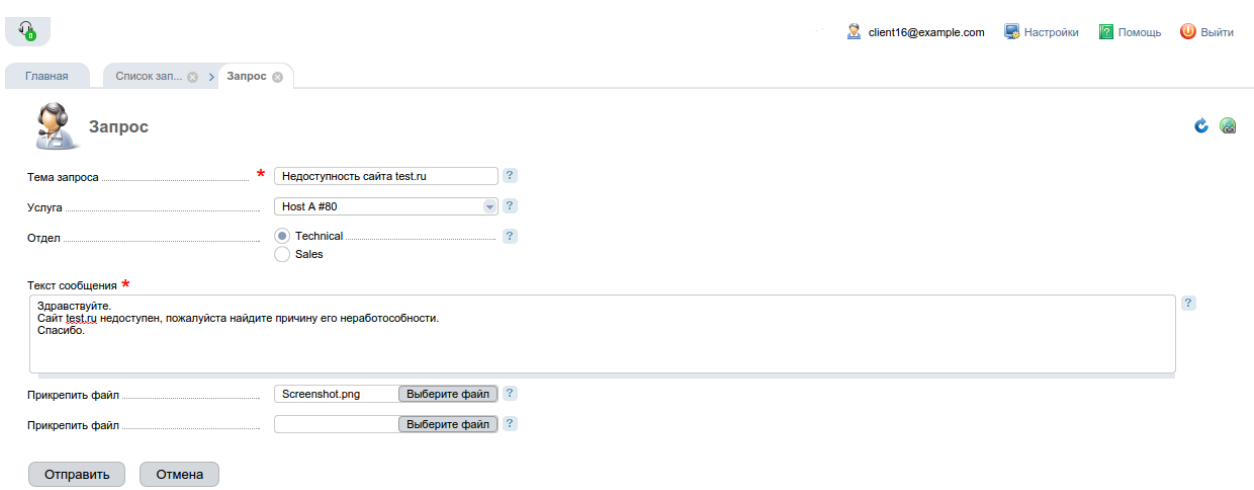 0
client16@example.com Настройки ? Помощь Выйти
Главная Список зап... > Запрос
Запрос
Тема запроса * Недоступность сайта test.ru ?
Услуга Host A #80 ?
Отдел Technical ?
Sales
Текст сообщения *
Здравствуйте. ?
Сайт test.ru недоступен, пожалуйста найдите причину его неработособности.
Спасибо.
Прикрепить файл Screenshot.png Выберите файл ?
Прикрепить файл Выберите файл ?
Отправить Отмена